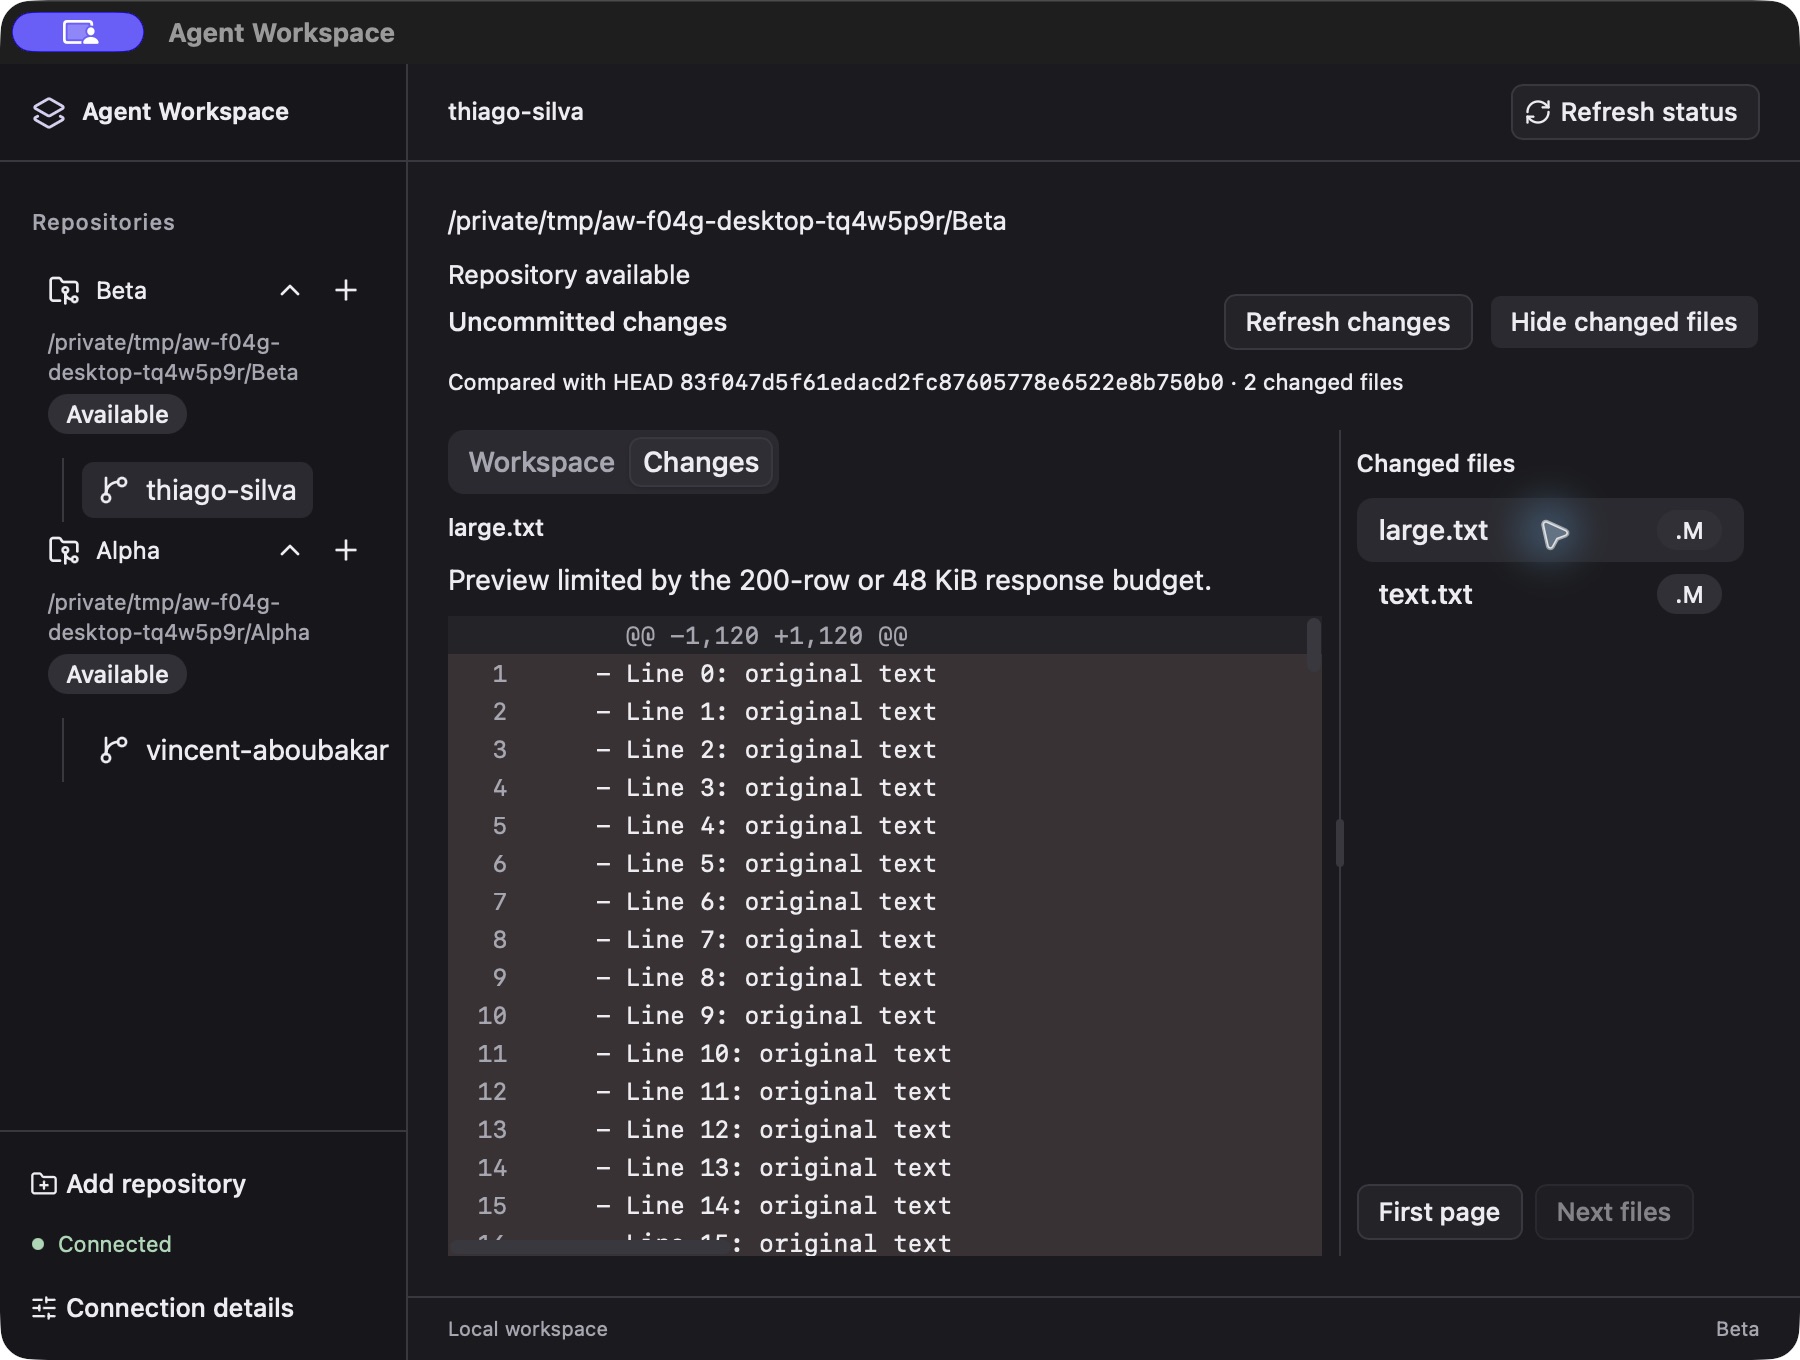 Agent Workspace
Agent Workspace
thiago-silva
Refresh status
Repositories
Beta
/private/tmp/aw-f04g-
desktop-tq4w5p9r/Beta
Available
thiago-silva
Alpha
/private/tmp/aw-f04g-
desktop-tq4w5p9r/Alpha
Available
vincent-aboubakar
Add repository
Connected
Connection details
/private/tmp/aw-f04g-desktop-tq4w5p9r/Beta
Repository available
Uncommitted changes
Refresh changes
Hide changed files
Compared with HEAD 83f047d5f61edacd2fc87605778e6522e8b750b0 · 2 changed files
Workspace
Changes
large.txt
Preview limited by the 200-row or 48 KiB response budget.
@@ −1,120 +1,120 @@
1 − Line 0: original text
2 − Line 1: original text
3 − Line 2: original text
4 − Line 3: original text
5 − Line 4: original text
6 − Line 5: original text
7 − Line 6: original text
8 − Line 7: original text
9 − Line 8: original text
10 − Line 9: original text
11 − Line 10: original text
12 − Line 11: original text
13 − Line 12: original text
14 − Line 13: original text
15 − Line 14: original text
16 − Line 15: original text
Changed files
large.txt .M
text.txt .M
First page
Next files
Local workspace
Beta